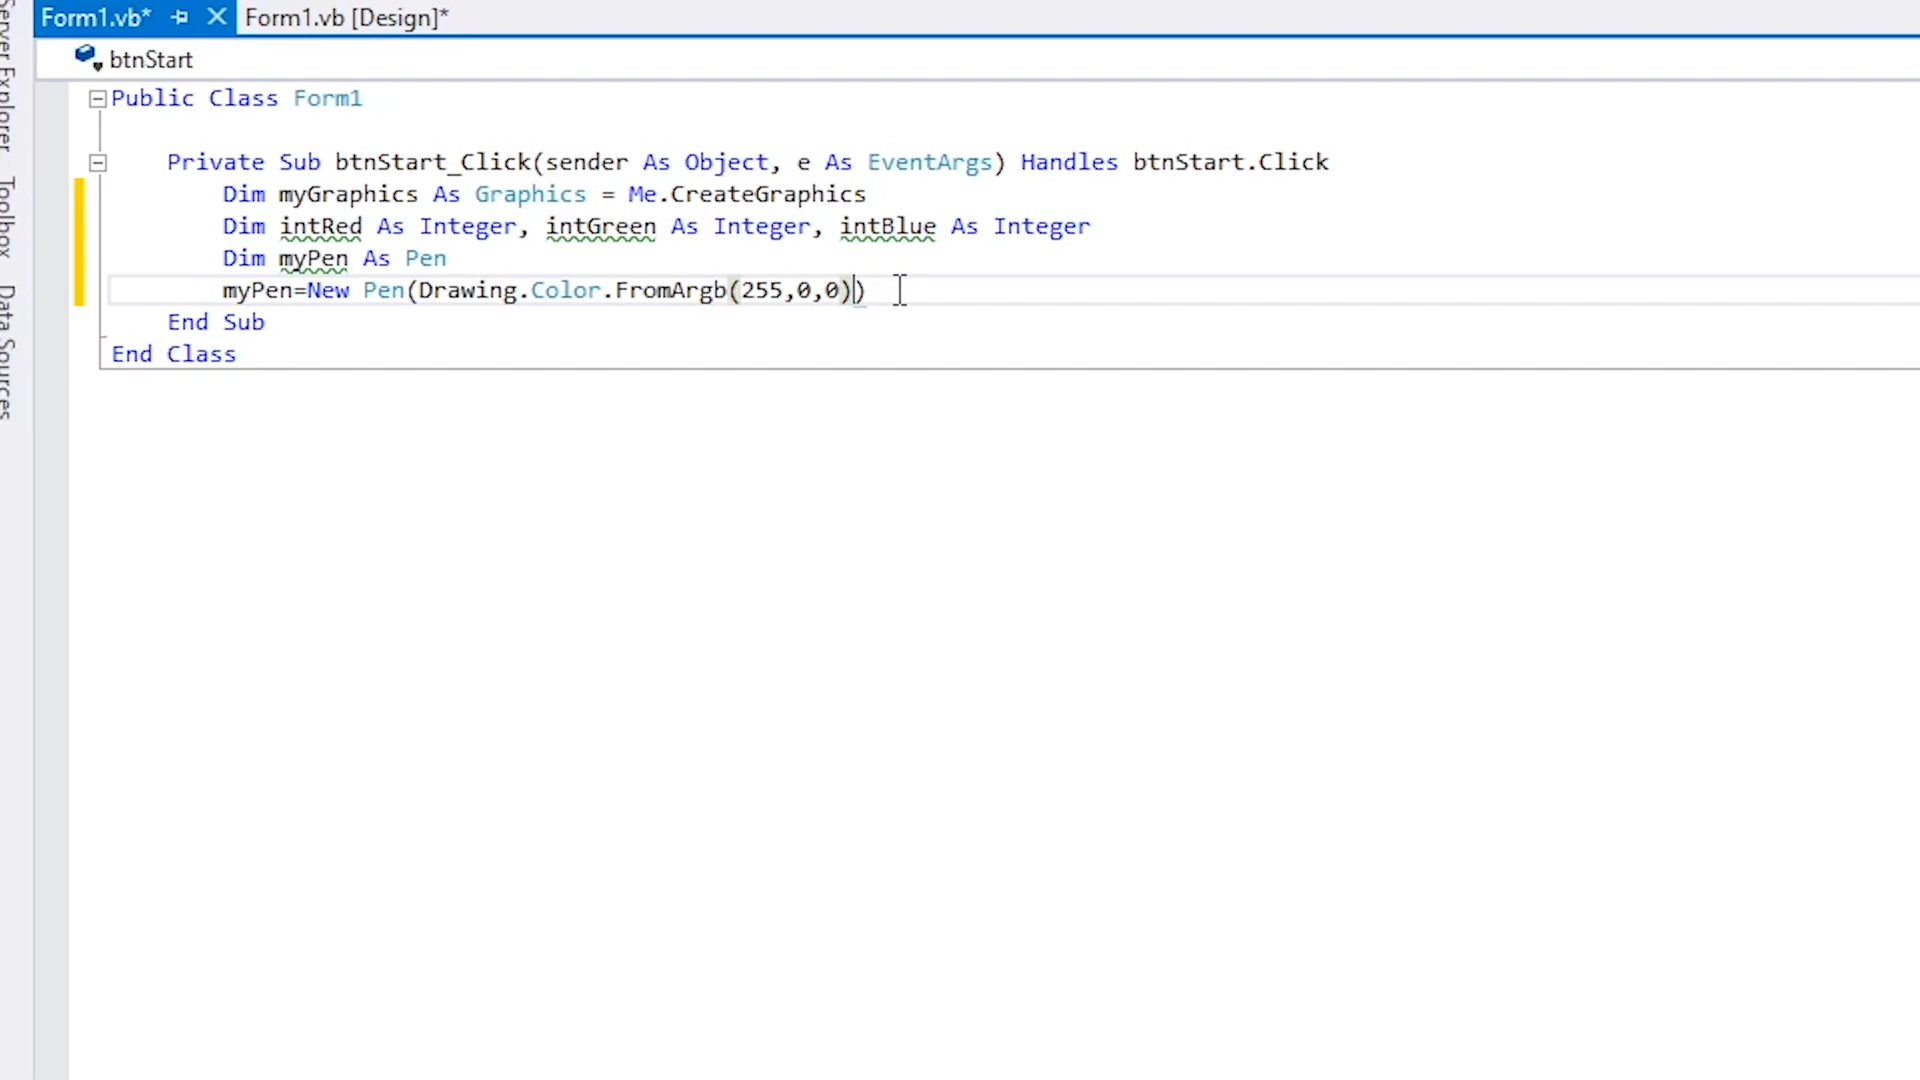 Form1.vb*
Form1.vb [Design]*
btnStart
Public Class Form1
Private Sub btnStart_Click(sender As Object, e As EventArgs) Handles btnStart.Click
Dim myGraphics As Graphics = Me.CreateGraphics
Dim intRed As Integer, intGreen As Integer, intBlue As Integer
Dim myPen As Pen
myPen=New Pen(Drawing.Color.FromArgb(255,0,0))
End Sub
End Class
Server Explorer
Toolbox
Data Sources